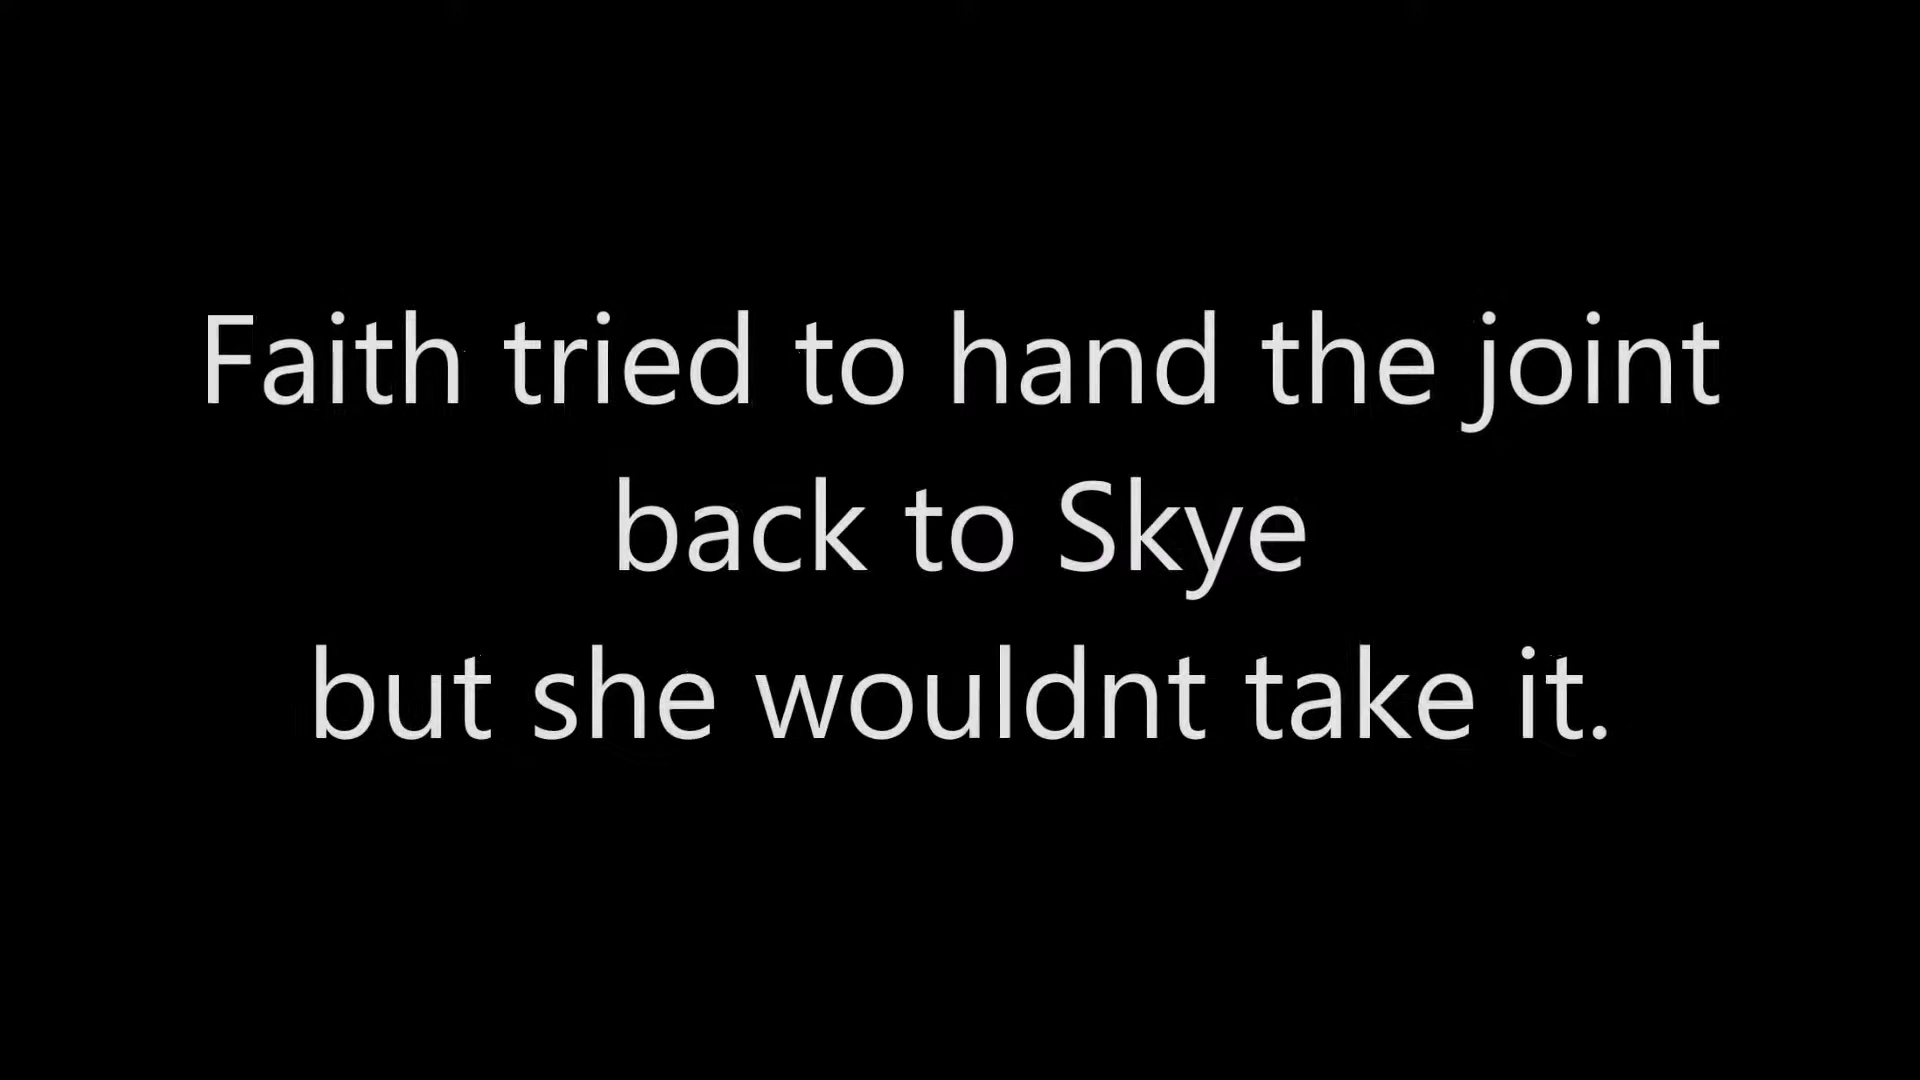 Faith tried to hand the joint
back to Skye
but she wouldnt take it.